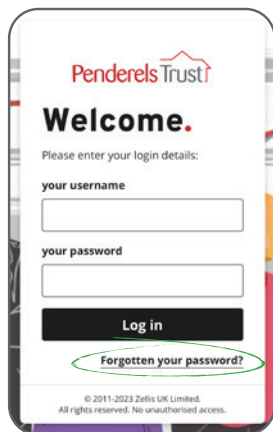 Penderels Trust
Welcome.
Please enter your login details:
your username
your password
Log in
Forgotten your password?
© 2011-2023 Zellis UK Limited.
All rights reserved. No unauthorised access.